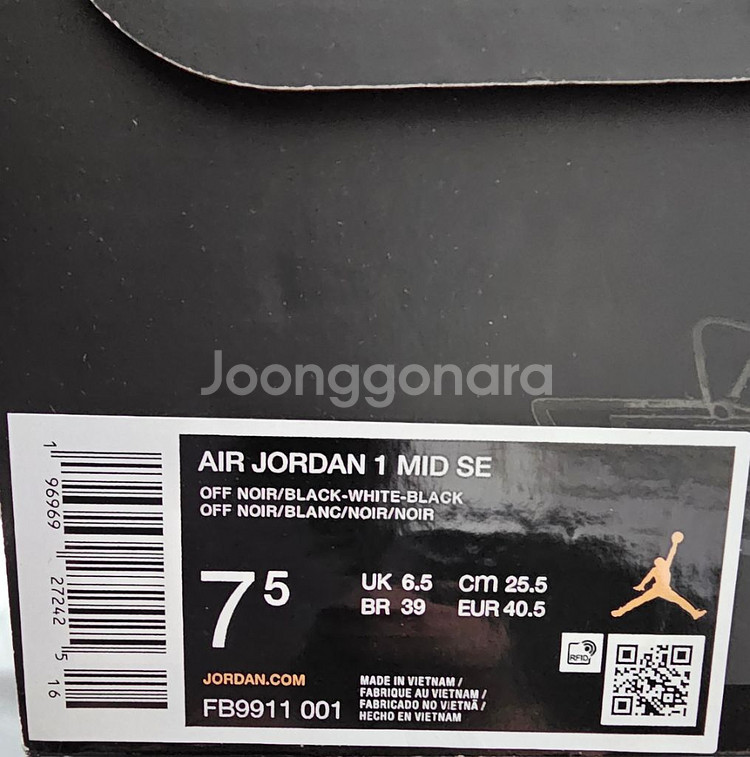 Joonggonara
AIR JORDAN 1 MID SE
OFF NOIR/BLACK-WHITE-BLACK
OFF NOIR/BLANC/NOIR/NOIR
7 5
UK 6.5 CM 25.5
BR 39 EUR 40.5
RFID
JORDAN.COM
FB9911 001
MADE IN VIETNAM /
FABRIQUE AU VIETNAM /
FABRICADO NO VIETNÃ /
HECHO EN VIETNAM
1 96969 27242 5 16